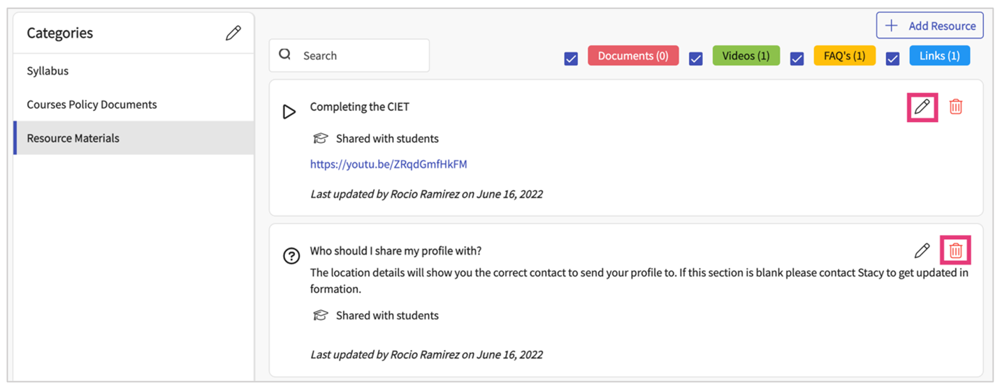 Categories
Syllabus
Courses Policy Documents
Resource Materials
Add Resource
Search
Documents (0)
Videos (1)
FAQ's (1)
Links (1)
Completing the CIET
Shared with students
https://youtu.be/ZRqdGmfHkFM
Last updated by Rocio Ramirez on June 16, 2022
Who should I share my profile with?
The location details will show you the correct contact to send your profile to. If this section is blank please contact Stacy to get updated in
formation.
Shared with students
Last updated by Rocio Ramirez on June 16, 2022